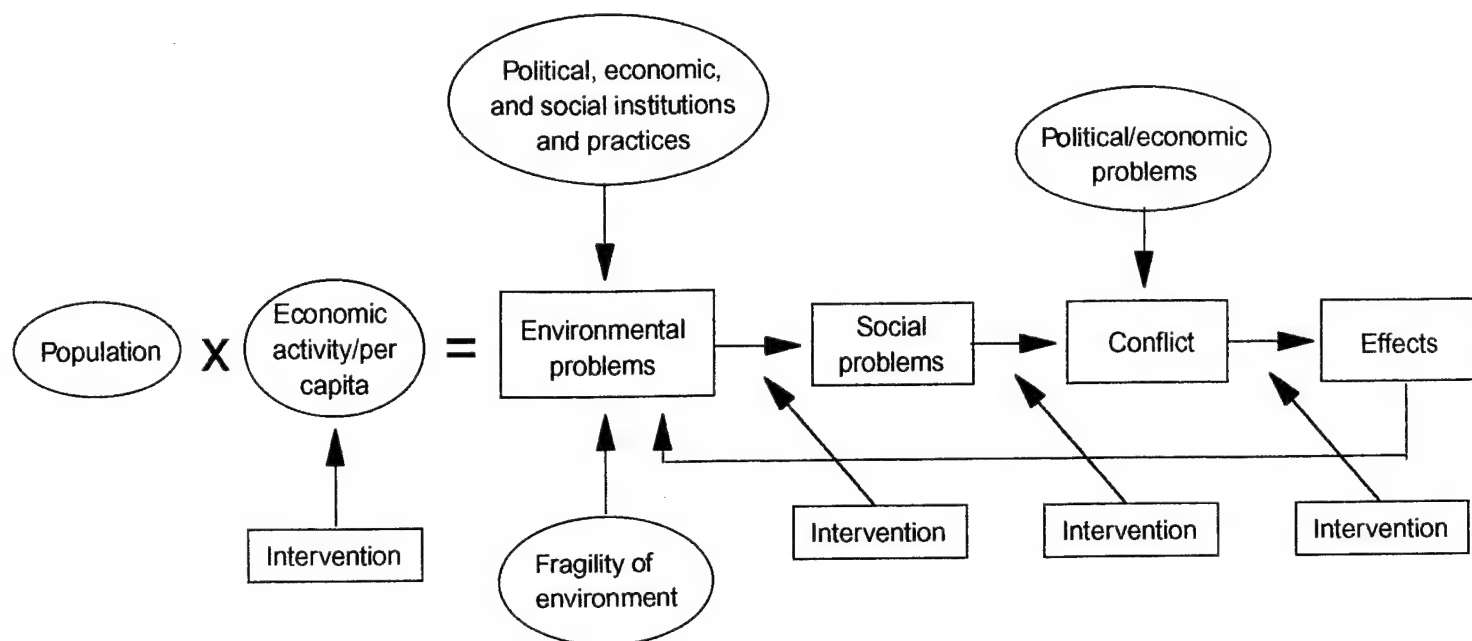 Political, economic,
and social institutions
and practices
Political/economic
problems
Population
X
Economic
activity/per
capita
=
Environmental
problems
Social
problems
Conflict
Effects
Intervention
Fragility of
environment
Intervention
Intervention
Intervention